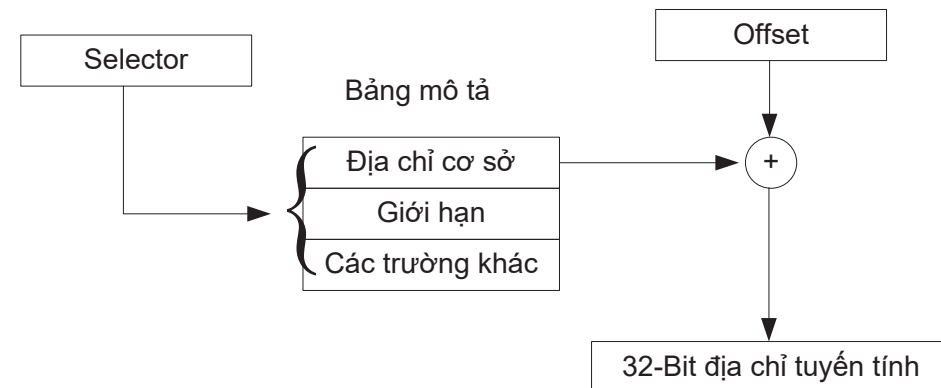 Offset
Selector
Bảng mô tả
Địa chỉ cơ sở
+
Giới hạn
Các trường khác
32-Bit địa chỉ tuyến tính